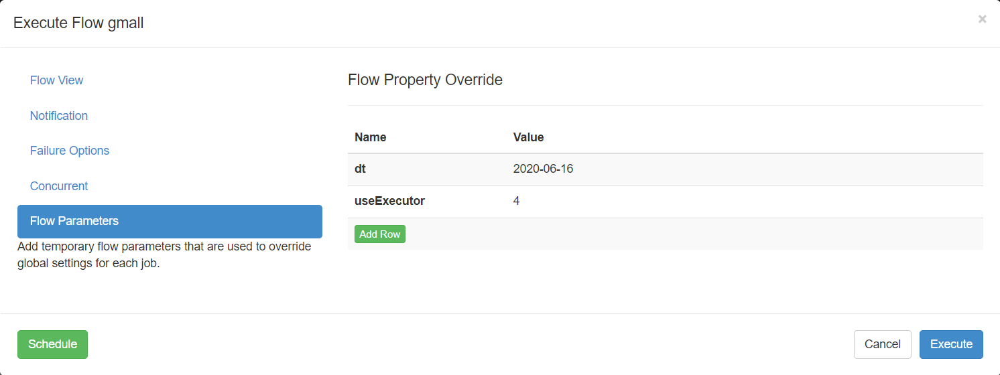 Execute Flow gmall
×
Flow View
Notification
Failure Options
Concurrent
Flow Parameters
Add temporary flow parameters that are used to override
global settings for each job.
Flow Property Override
Name Value
dt 2020-06-16
useExecutor 4
Add Row
Schedule
Cancel Execute